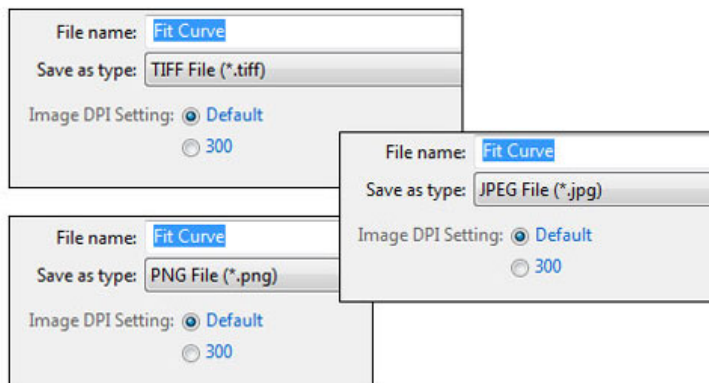 File name: Fit Curve
Save as type: TIFF File (*.tiff)
Image DPI Setting: Default
300
File name: Fit Curve
Save as type: JPEG File (*.jpg)
Image DPI Setting: Default
300
File name: Fit Curve
Save as type: PNG File (*.png)
Image DPI Setting: Default
300